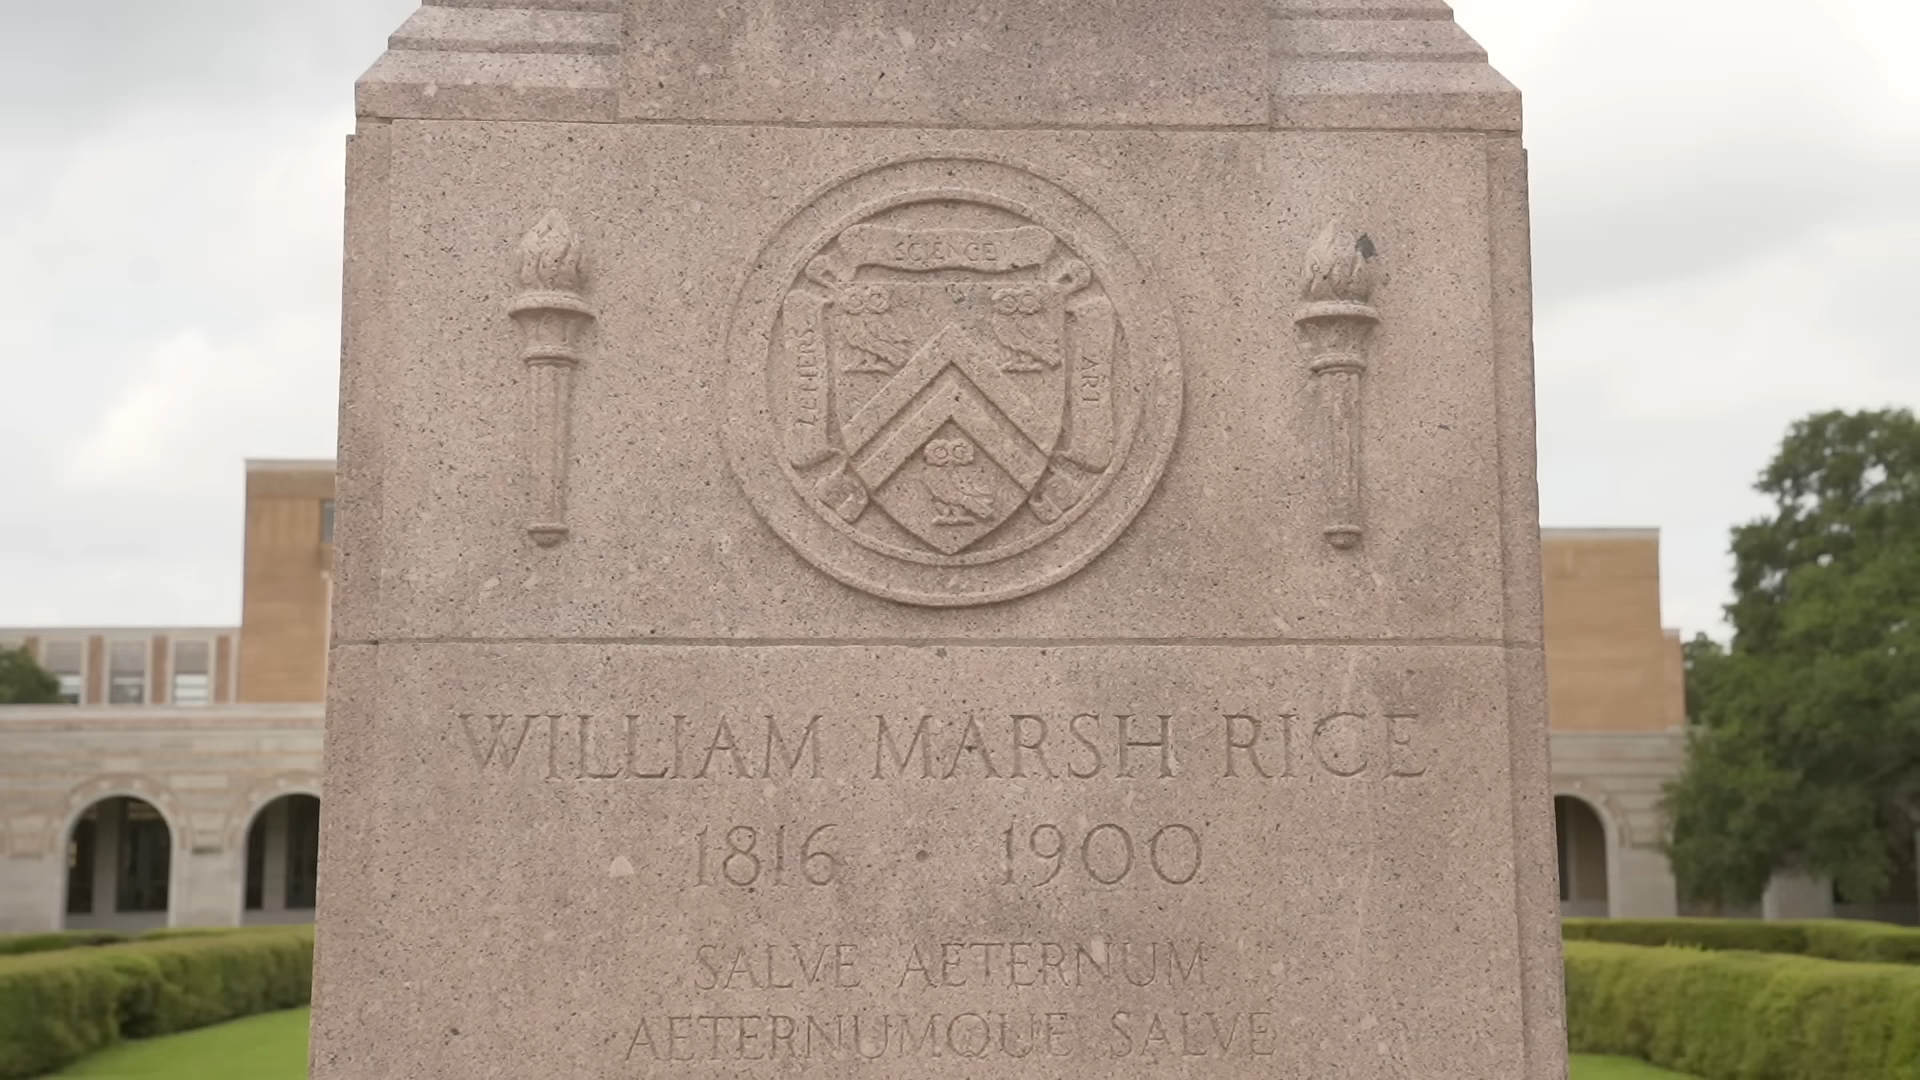 SCIENCE
LETTERS
ART
WILLIAM MARSH RICE
1816 · 1900
SALVE AETERNUM
AETERNUMQUE SALVE